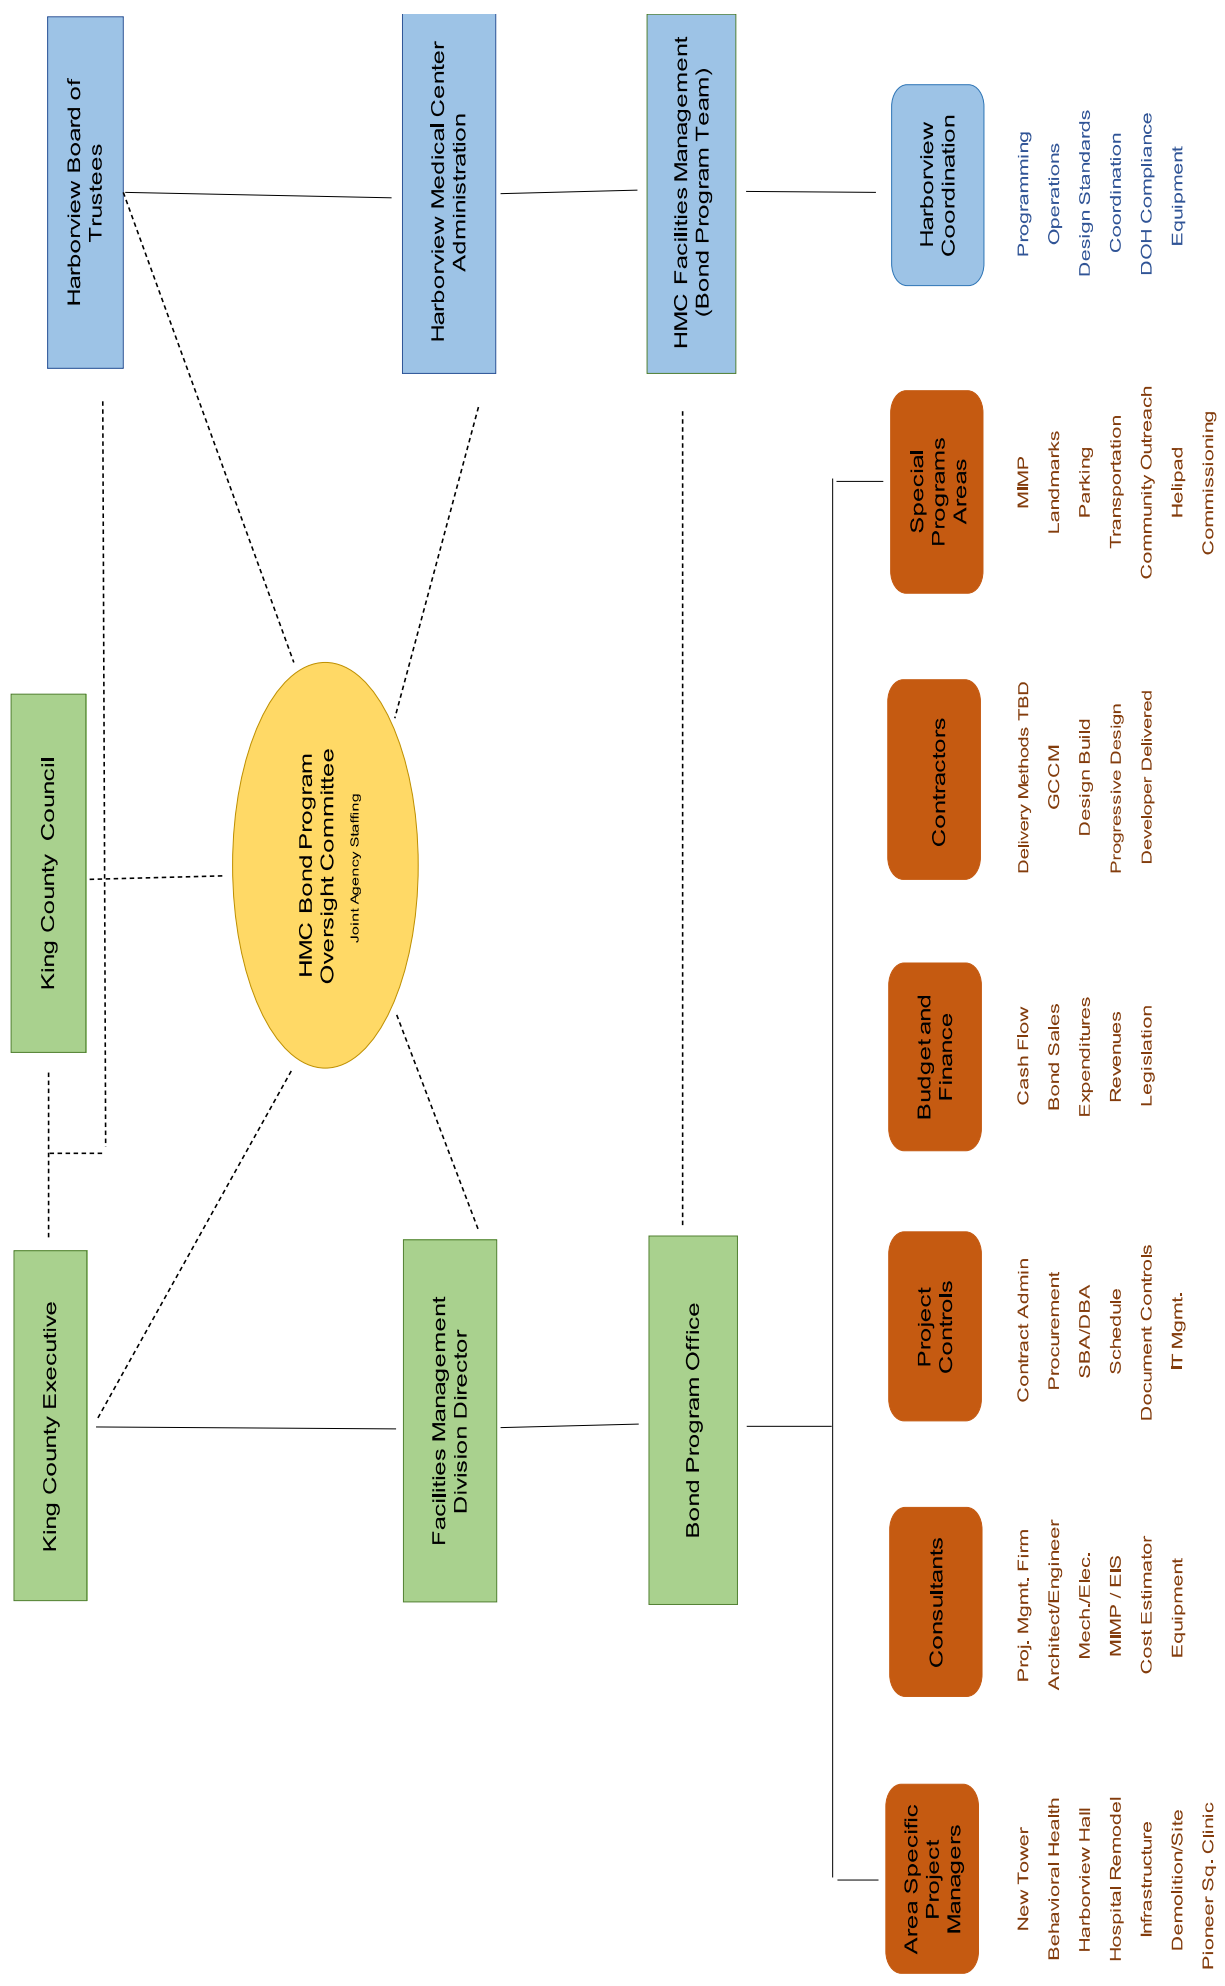 King County Executive
King County Council
Harborview Board of
Trustees
HMC Bond Program
Oversight Committee
Joint Agency Staffing
Facilities Management
Division Director
Harborview Medical Center
Administration
Bond Program Office
HMC Facilities Management
(Bond Program Team)
Area Specific
Project
Managers
New Tower
Behavioral Health
Harborview Hall
Hospital Remodel
Infrastructure
Demolition/Site
Pioneer Sq. Clinic
Consultants
Proj. Mgmt. Firm
Architect/Engineer
Mech./Elec.
MIMP / EIS
Cost Estimator
Equipment
Project
Controls
Contract Admin
Procurement
SBA/DBA
Schedule
Document Controls
IT Mgmt.
Budget and
Finance
Cash Flow
Bond Sales
Expenditures
Revenues
Legislation
Contractors
Delivery Methods TBD
GCCM
Design Build
Progressive Design
Developer Delivered
Special
Programs
Areas
MIMP
Landmarks
Parking
Transportation
Community Outreach
Helipad
Commissioning
Harborview
Coordination
Programming
Operations
Design Standards
Coordination
DOH Compliance
Equipment